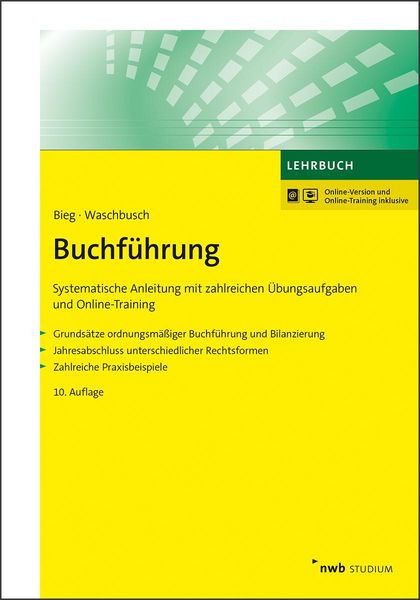 LEHRBUCH
Online-Version und
Online-Training inklusive
Bieg · Waschbusch
Buchführung
Systematische Anleitung mit zahlreichen Übungsaufgaben
und Online-Training
Grundsätze ordnungsmäßiger Buchführung und Bilanzierung
Jahresabschluss unterschiedlicher Rechtsformen
Zahlreiche Praxisbeispiele
10. Auflage
nwb STUDIUM